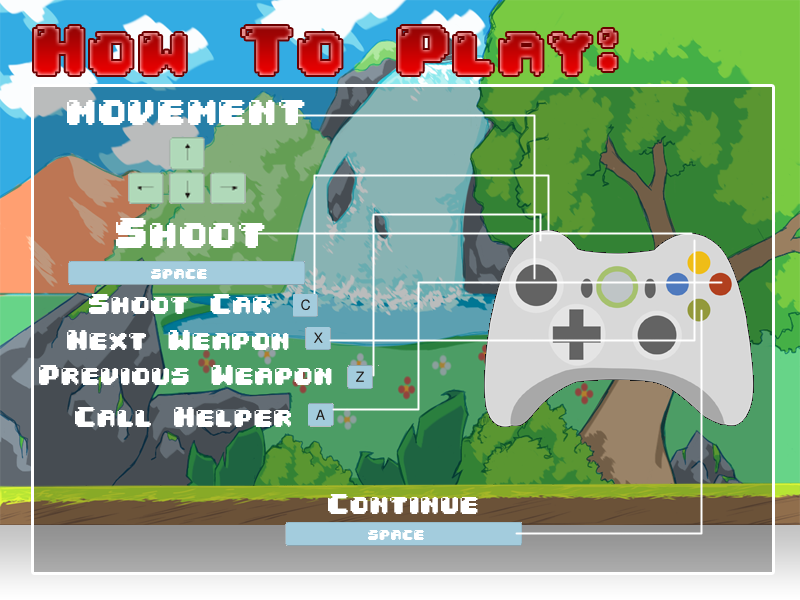 How To Play:
MOVEMENT
↑
← ↓ →
Shoot
SPACE
Shoot Car C
Next Weapon X
Previous Weapon Z
Call Helper A
Continue
SPACE